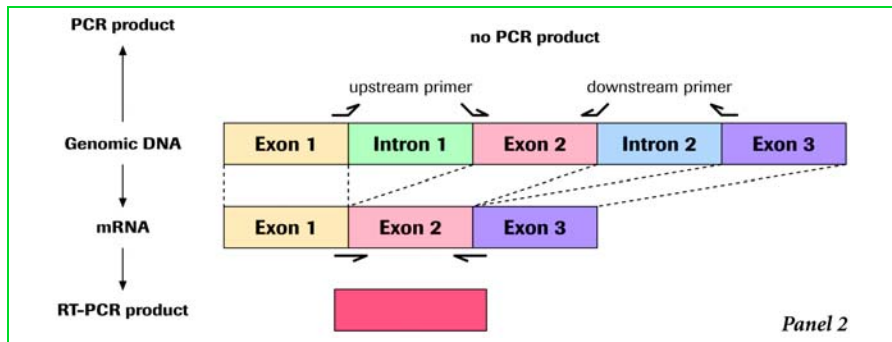 PCR product
no PCR product
upstream primer
downstream primer
Genomic DNA
Exon 1
Intron 1
Exon 2
Intron 2
Exon 3
mRNA
Exon 1
Exon 2
Exon 3
RT-PCR product
Panel 2